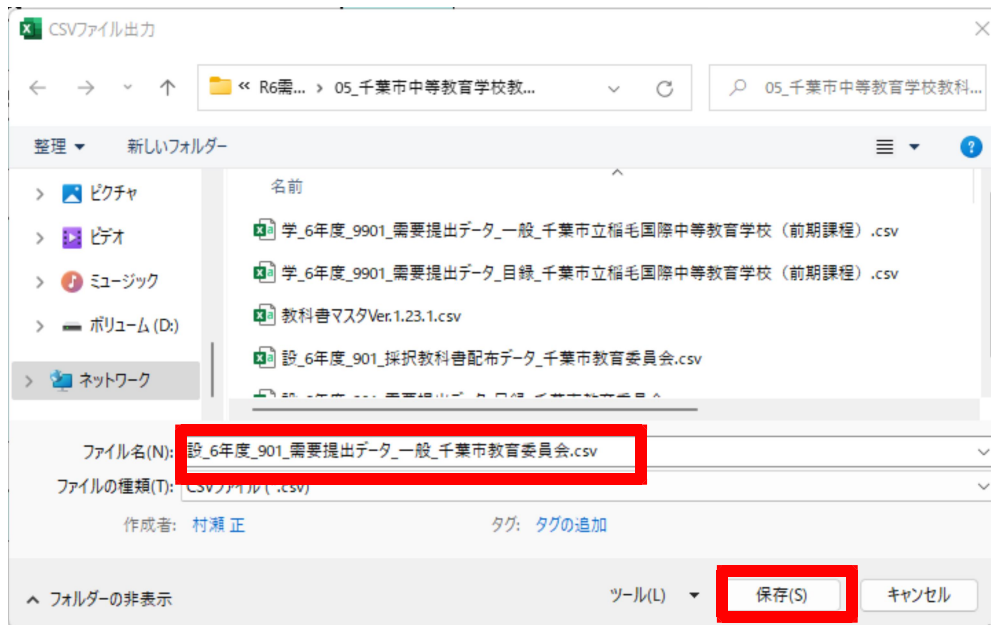 CSVファイル出力
« R6需... › 05_千葉市中等教育学校教...
05_千葉市中等教育学校教科...
整理 新しいフォルダー
名前
ピクチャ
ビデオ
ミュージック
ボリューム (D:)
ネットワーク
学_6年度_9901_需要提出データ_一般_千葉市立稲毛国際中等教育学校（前期課程）.csv
学_6年度_9901_需要提出データ_目録_千葉市立稲毛国際中等教育学校（前期課程）.csv
教科書マスタVer.1.23.1.csv
設_6年度_901_採択教科書配布データ_千葉市教育委員会.csv
ファイル名(N): 設_6年度_901_需要提出データ_一般_千葉市教育委員会.csv
ファイルの種類(T): CSVファイル (*.csv)
作成者: 村瀬 正 タグ: タグの追加
フォルダーの非表示 ツール(L) 保存(S) キャンセル